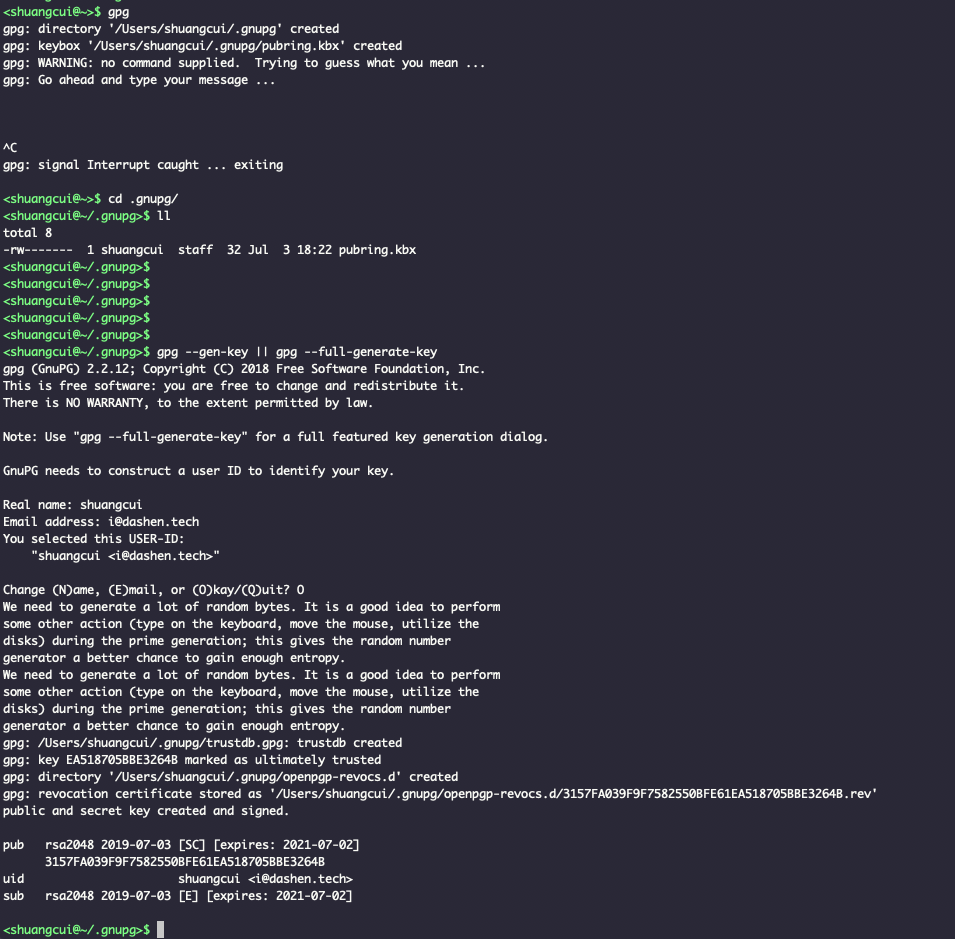 <shuangcui@~>$ gpg
gpg: directory '/Users/shuangcui/.gnupg' created
gpg: keybox '/Users/shuangcui/.gnupg/pubring.kbx' created
gpg: WARNING: no command supplied.  Trying to guess what you mean ...
gpg: Go ahead and type your message ...
^C
gpg: signal Interrupt caught ... exiting
<shuangcui@~>$ cd .gnupg/
<shuangcui@~/.gnupg>$ ll
total 8
-rw-------  1 shuangcui  staff  32 Jul  3 18:22 pubring.kbx
<shuangcui@~/.gnupg>$
<shuangcui@~/.gnupg>$
<shuangcui@~/.gnupg>$
<shuangcui@~/.gnupg>$
<shuangcui@~/.gnupg>$
<shuangcui@~/.gnupg>$ gpg --gen-key || gpg --full-generate-key
gpg (GnuPG) 2.2.12; Copyright (C) 2018 Free Software Foundation, Inc.
This is free software: you are free to change and redistribute it.
There is NO WARRANTY, to the extent permitted by law.
Note: Use "gpg --full-generate-key" for a full featured key generation dialog.
GnuPG needs to construct a user ID to identify your key.
Real name: shuangcui
Email address: i@dashen.tech
You selected this USER-ID:
    "shuangcui <i@dashen.tech>"
Change (N)ame, (E)mail, or (O)kay/(Q)uit? O
We need to generate a lot of random bytes. It is a good idea to perform
some other action (type on the keyboard, move the mouse, utilize the
disks) during the prime generation; this gives the random number
generator a better chance to gain enough entropy.
We need to generate a lot of random bytes. It is a good idea to perform
some other action (type on the keyboard, move the mouse, utilize the
disks) during the prime generation; this gives the random number
generator a better chance to gain enough entropy.
gpg: /Users/shuangcui/.gnupg/trustdb.gpg: trustdb created
gpg: key EA518705BBE3264B marked as ultimately trusted
gpg: directory '/Users/shuangcui/.gnupg/openpgp-revocs.d' created
gpg: revocation certificate stored as '/Users/shuangcui/.gnupg/openpgp-revocs.d/3157FA039F9F7582550BFE61EA518705BBE3264B.rev'
public and secret key created and signed.
pub   rsa2048 2019-07-03 [SC] [expires: 2021-07-02]
      3157FA039F9F7582550BFE61EA518705BBE3264B
uid                      shuangcui <i@dashen.tech>
sub   rsa2048 2019-07-03 [E] [expires: 2021-07-02]
<shuangcui@~/.gnupg>$